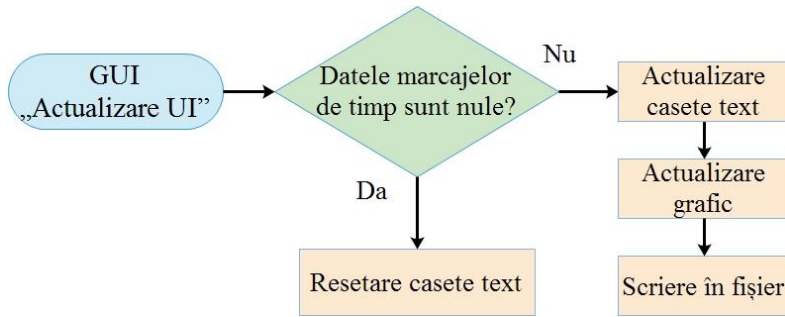 GUI
„Actualizare UI”
Datele marcajelor
de timp sunt nule?
Nu
Actualizare
casete text
Actualizare
grafic
Scriere în fișier
Da
Resetare casete text